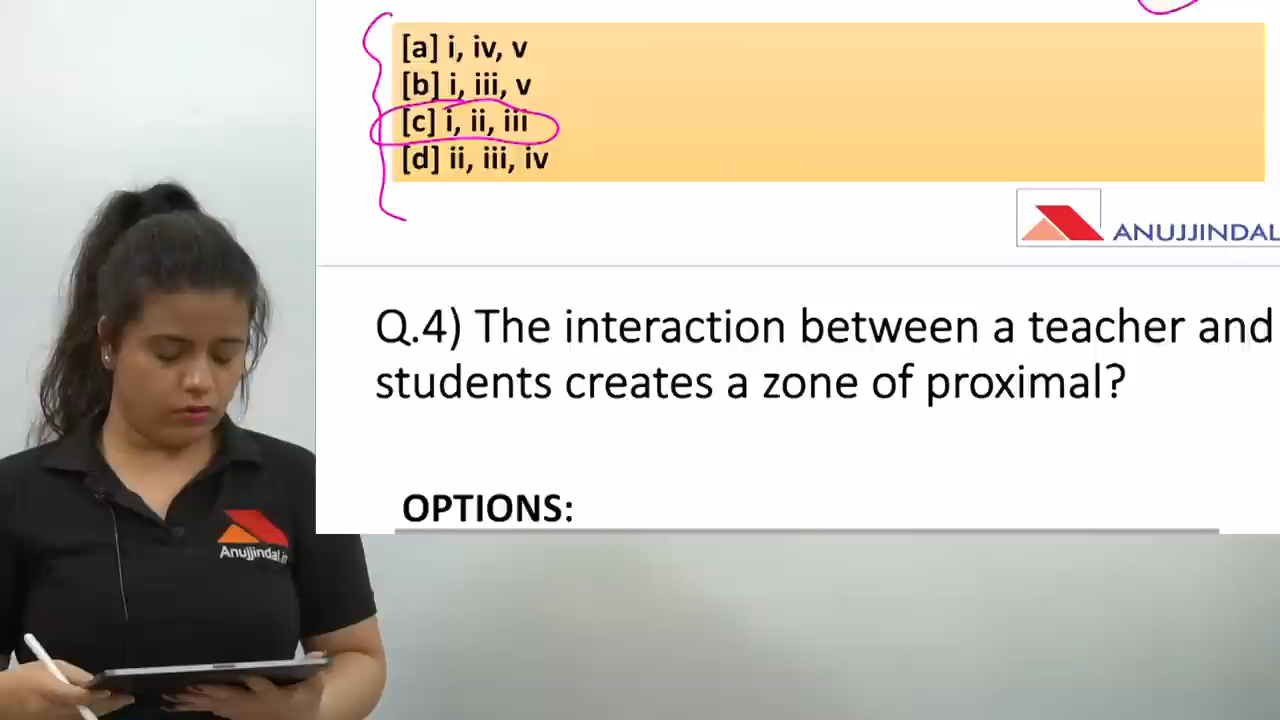 [a] i, iv, v
[b] i, iii, v
[c] i, ii, iii
[d] ii, iii, iv
ANUJJINDAL
Q.4) The interaction between a teacher and
students creates a zone of proximal?
OPTIONS:
Anujjindal.in